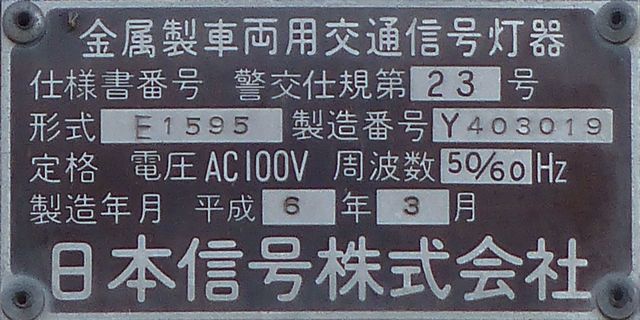 金属製車両用交通信号灯器
仕様書番号 警交仕規第 23 号
形式 E1595 製造番号 Y403019
定格 電圧 AC100V 周波数 50/60 Hz
製造年月 平成 6 年 3 月
日本信号株式会社